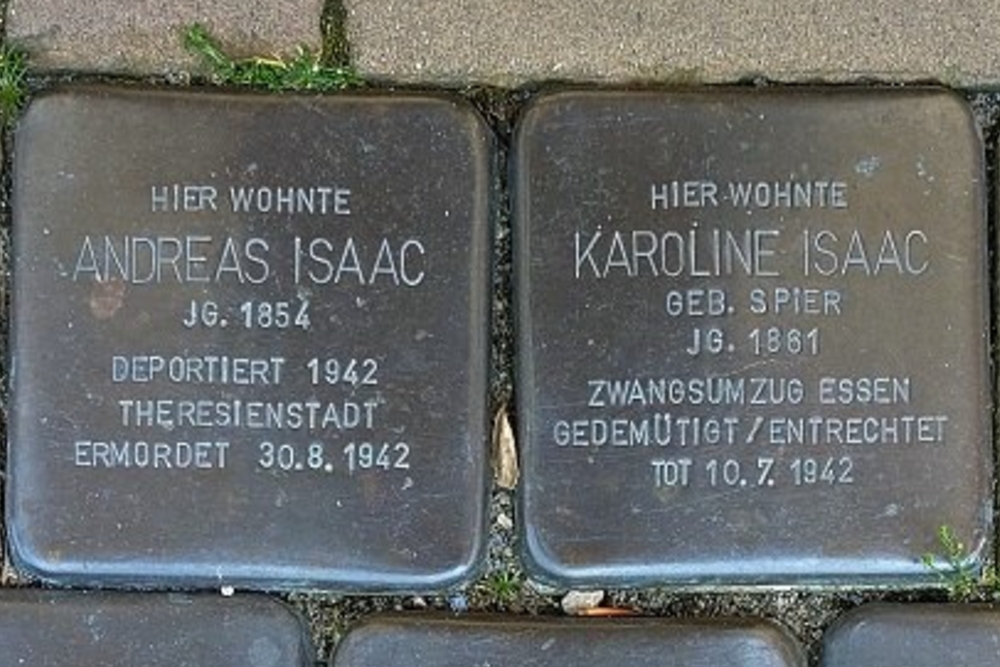 HIER WOHNTE
ANDREAS ISAAC
JG. 1854
DEPORTIERT 1942
THERESIENSTADT
ERMORDET 30.8.1942
HIER WOHNTE
KAROLINE ISAAC
GEB. SPIER
JG. 1861
ZWANGSUMZUG ESSEN
GEDEMÜTIGT/ENTRECHTET
TOT 10.7.1942